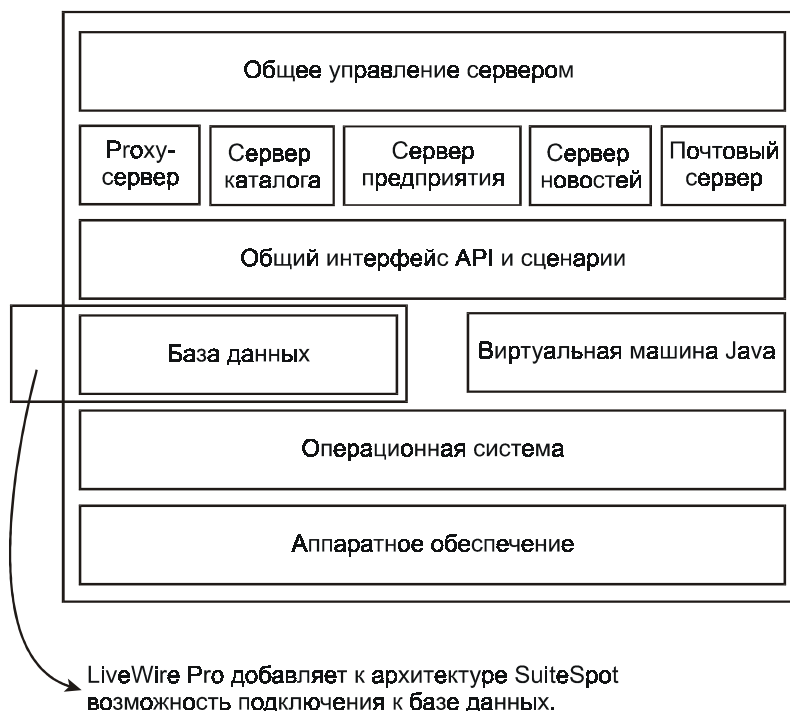 Общее управление сервером
Proxy-
сервер
Сервер
каталога
Сервер
предприятия
Сервер
новостей
Почтовый
сервер
Общий интерфейс API и сценарии
База данных
Виртуальная машина Java
Операционная система
Аппаратное обеспечение
LiveWire Pro добавляет к архитектуре SuiteSpot
возможность подключения к базе данных.